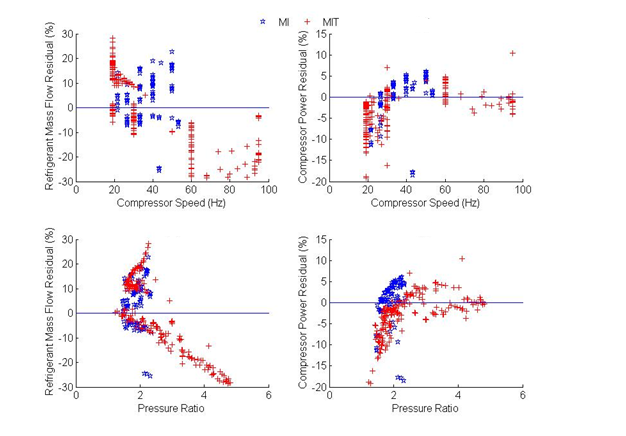 MI MIT
Refrigerant Mass Flow Residual (%)
30
20
10
0
-10
-20
-30
0 20 40 60 80 100
Compressor Speed (Hz)
Compressor Power Residual (%)
15
10
5
0
-5
-10
-15
-20
0 20 40 60 80 100
Compressor Speed (Hz)
Refrigerant Mass Flow Residual (%)
30
20
10
0
-10
-20
-30
0 2 4 6
Pressure Ratio
Compressor Power Residual (%)
15
10
5
0
-5
-10
-15
-20
0 2 4 6
Pressure Ratio